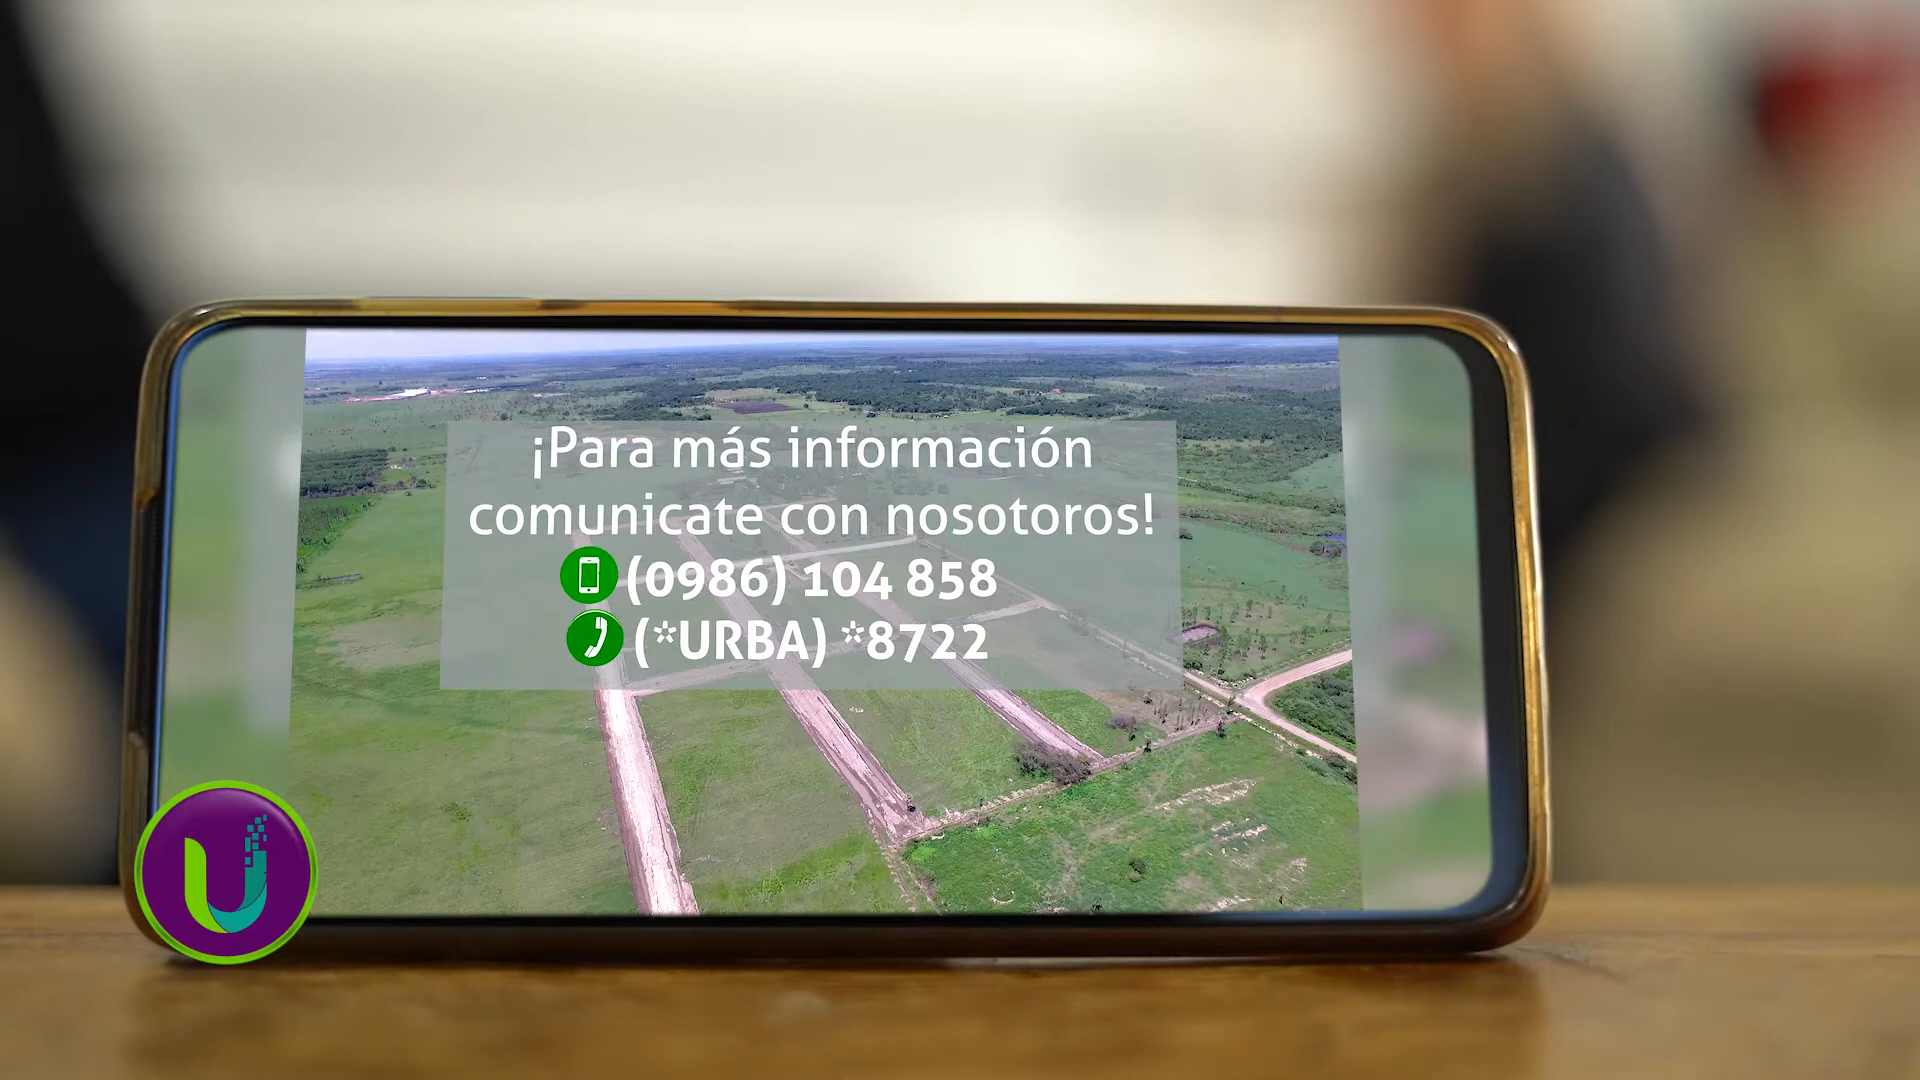 ¡Para más información
comunicate con nosotoros!
(0986) 104 858
(*URBA) *8722
U